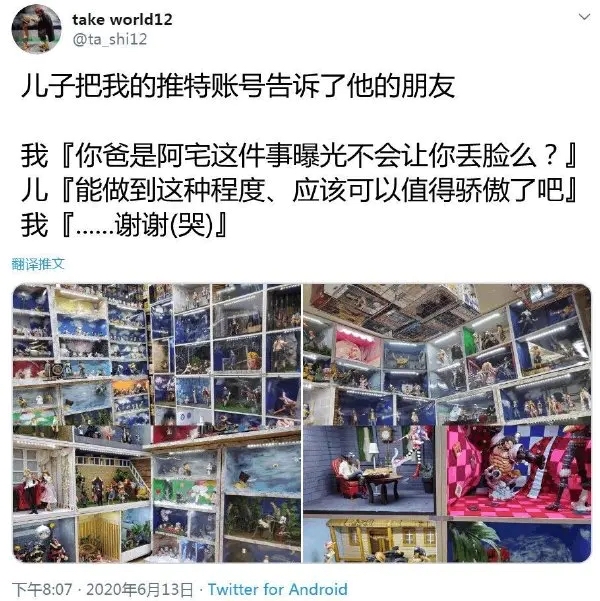 take world12
@ta_shi12
儿子把我的推特账号告诉了他的朋友
我『你爸是阿宅这件事曝光不会让你丢脸么？』
儿『能做到这种程度、应该可以值得骄傲了吧』
我『......谢谢(哭)』
翻译推文
下午8:07 · 2020年6月13日 · Twitter for Android